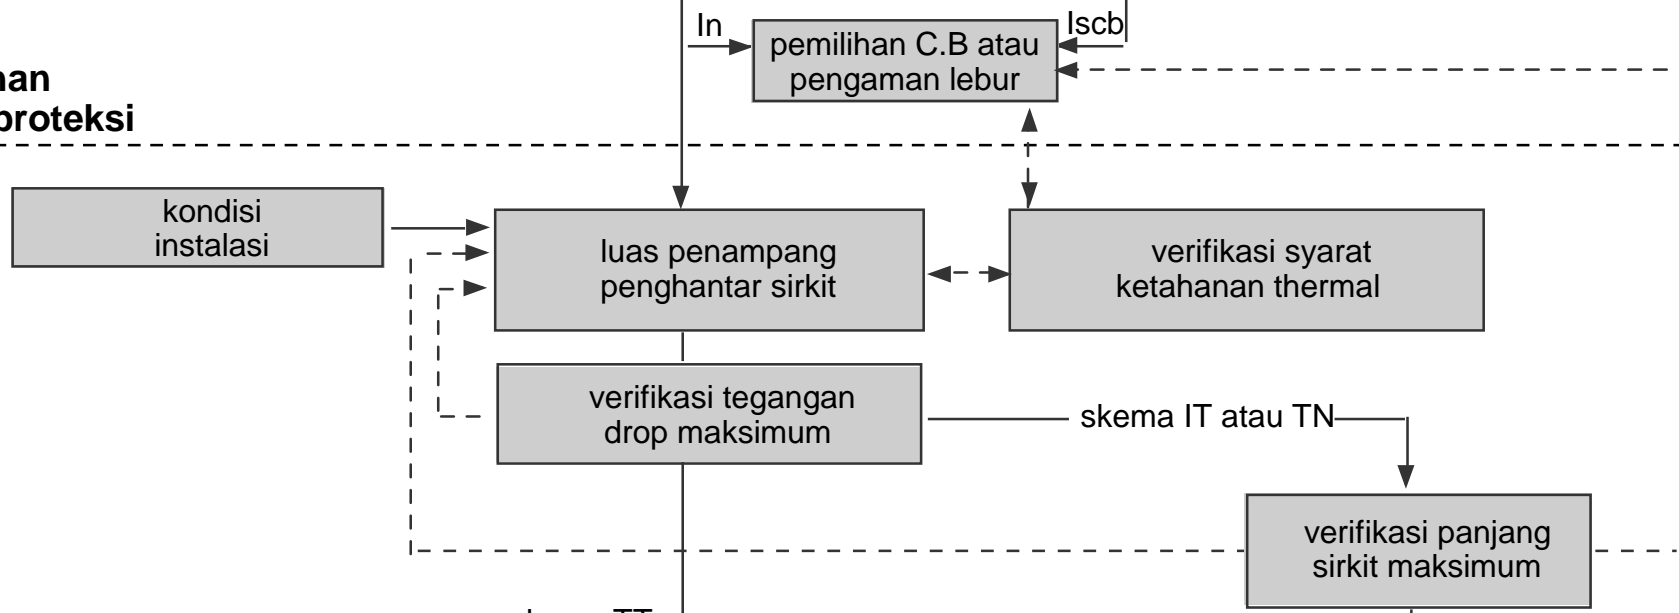 In
Iscb
pemilihan C.B atau
pengaman lebur
proteksi
kondisi
instalasi
luas penampang
penghantar sirkit
verifikasi syarat
ketahanan thermal
verifikasi tegangan
drop maksimum
skema IT atau TN
verifikasi panjang
sirkit maksimum
TT